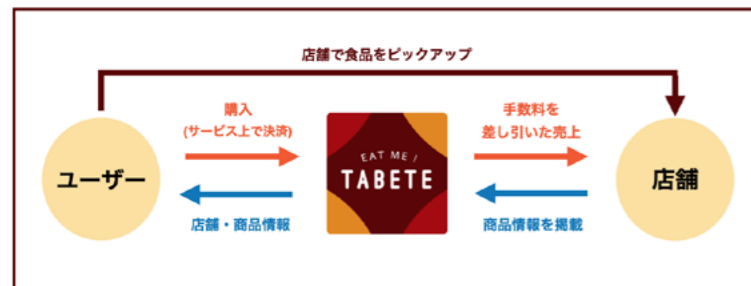 店舗で食品をピックアップ
購入
(サービス上で決済)
手数料を
差し引いた売上
ユーザー
EAT ME!
TABETE
店舗
店舗・商品情報
商品情報を掲載